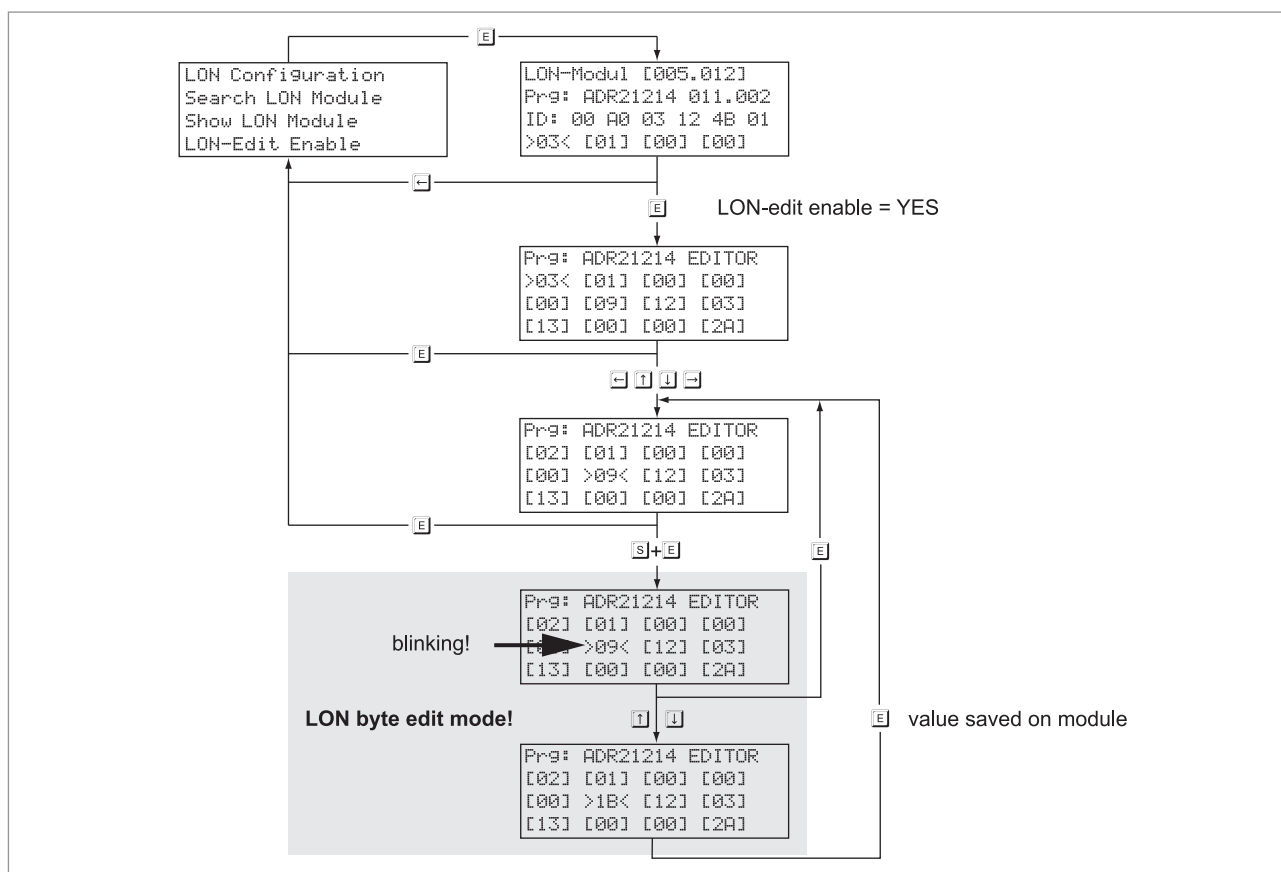 E
LON Configuration
Search LON Module
Show LON Module
LON-Edit Enable
LON-Modul [005.012]
Prg: ADR21214 011.002
ID: 00 A0 03 12 4B 01
>03< [01] [00] [00]
←
E
LON-edit enable = YES
Prg: ADR21214 EDITOR
>03< [01] [00] [00]
[00] [09] [12] [03]
[13] [00] [00] [2A]
E
← ↑ ↓ →
Prg: ADR21214 EDITOR
[02] [01] [00] [00]
[00] >09< [12] [03]
[13] [00] [00] [2A]
E
S+E
E
Prg: ADR21214 EDITOR
[02] [01] [00] [00]
blinking!
>09< [12] [03]
[13] [00] [00] [2A]
LON byte edit mode!
↑ ↓
E value saved on module
Prg: ADR21214 EDITOR
[02] [01] [00] [00]
[00] >1B< [12] [03]
[13] [00] [00] [2A]